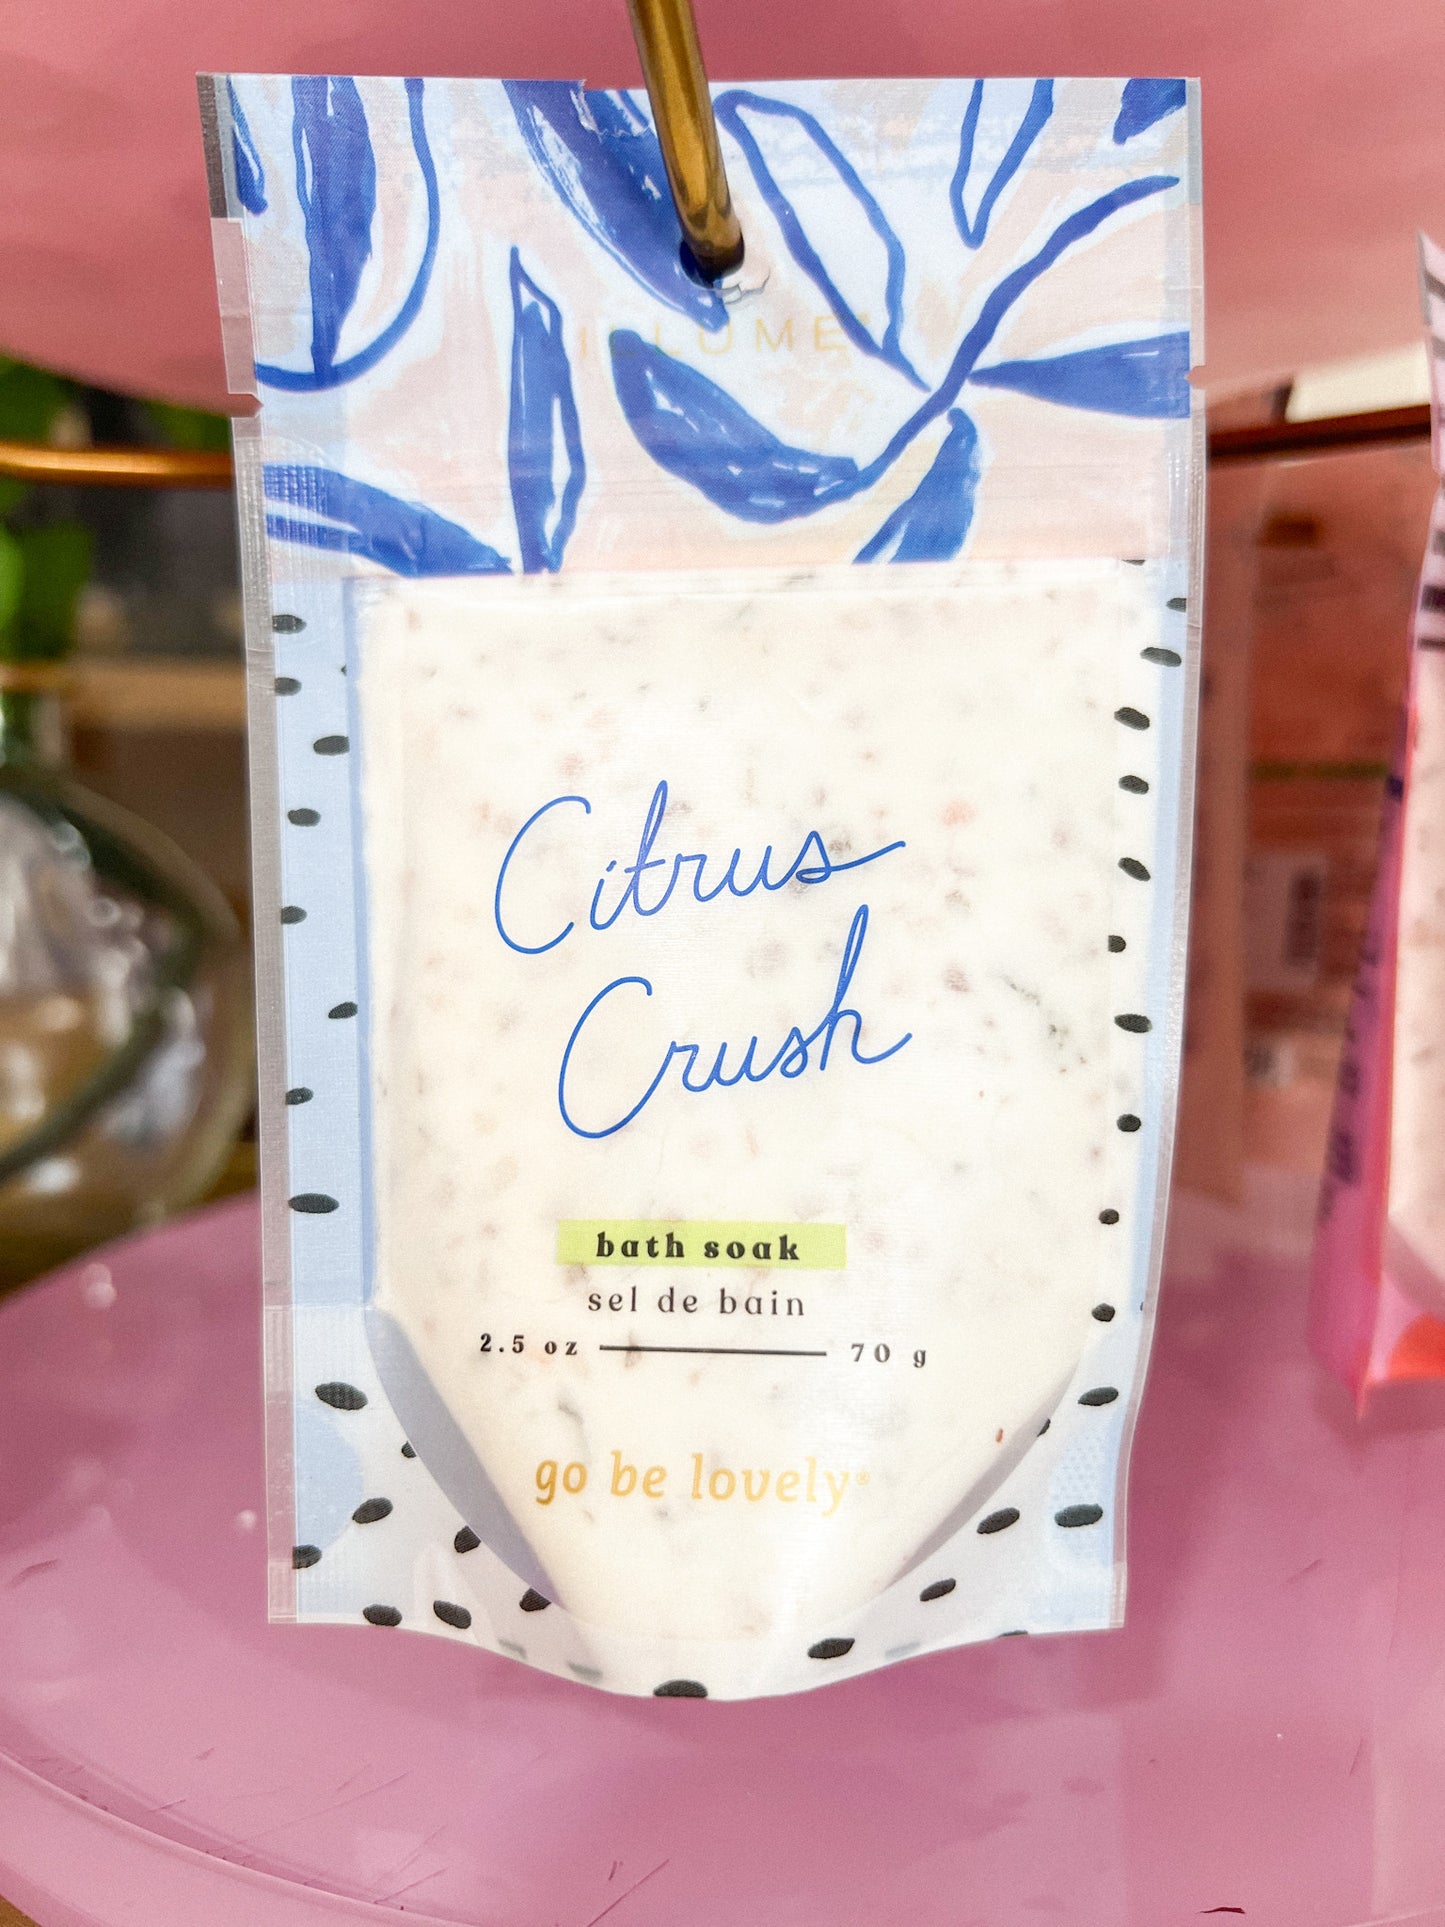 ILLUME®
Citrus
Crush
bath soak
sel de bain
2.5 oz 70 g
go be lovely®